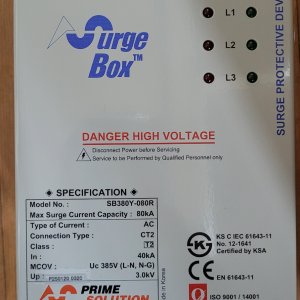 Surge
Box™
L1
L2
L3
SURGE PROTECTIVE DEV
DANGER HIGH VOLTAGE
Disconnect Power before Servicing
Service to be Performed by Qualified Personnel only
SPECIFICATION
Model No. : SB380Y-080R
Max Surge Current Capacity : 80kA
Type of Current : AC
Connection Type : CT2
Class : T2
In : 40kA
MCOV : Uc 385V (L-N, N-G)
Up : 3.0kV
KS C IEC 61643-11
No. 12-1641
Certified by KSA
EN 61643-11
ISO 9001 / 14001
Made in Korea
PRIME
SOLUTION